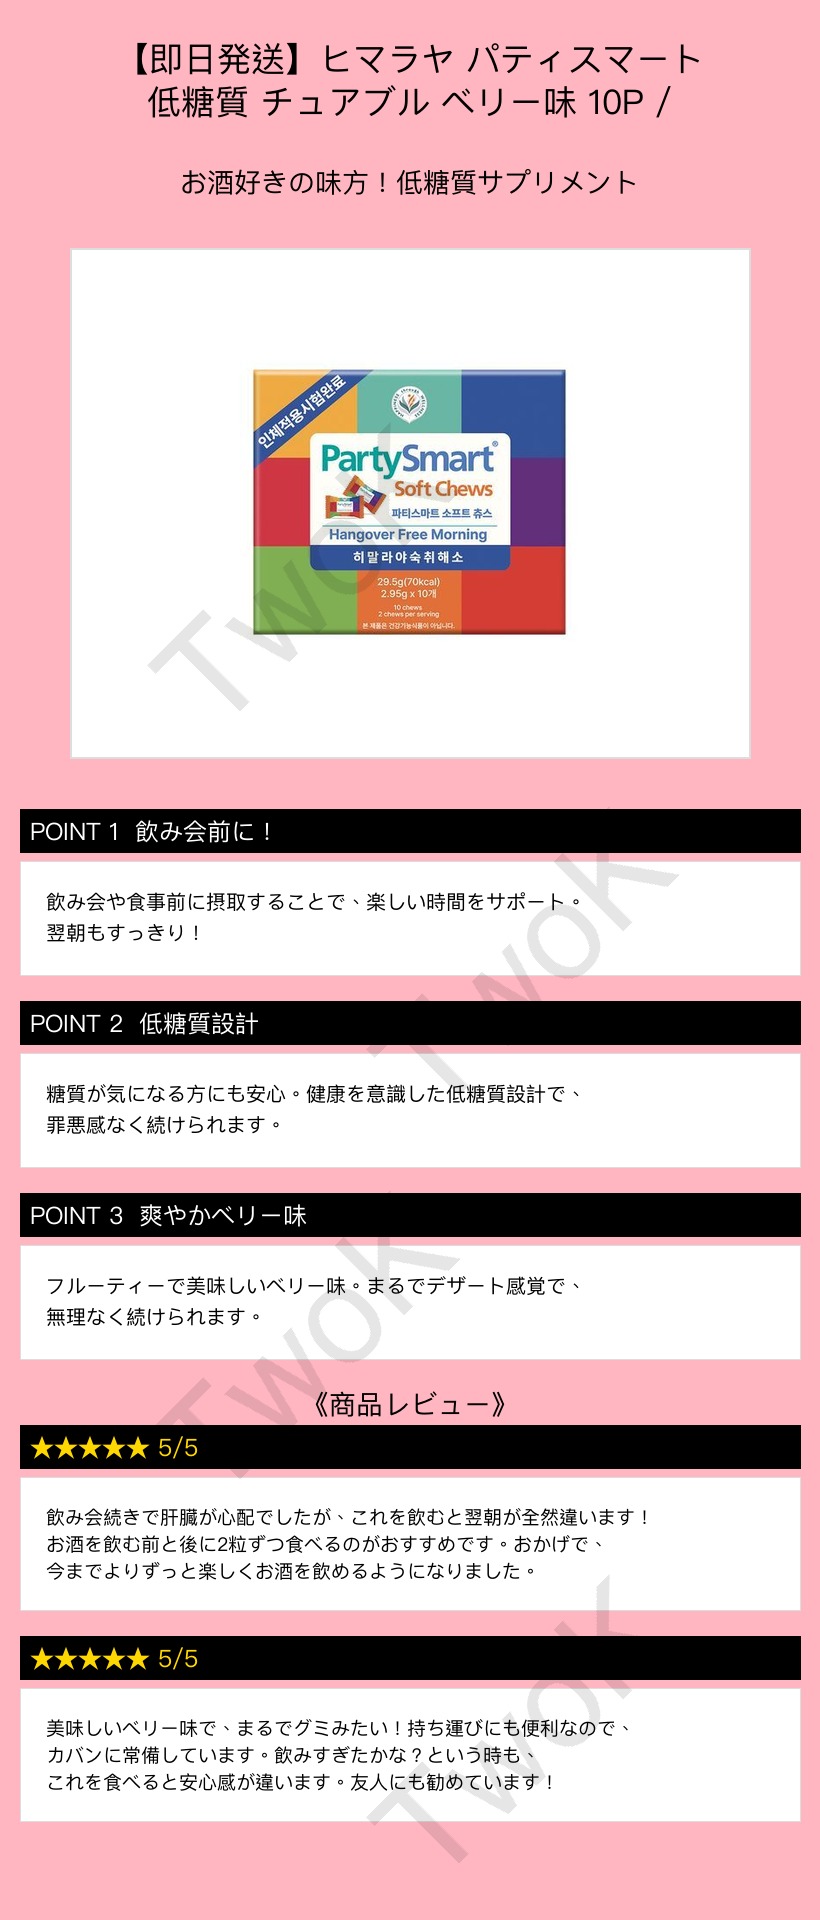 【即日発送】ヒマラヤ パティスマート
低糖質 チュアブル ベリー味 10P /
お酒好きの味方！低糖質サプリメント
인체적용시험완료
PartySmart®
Soft Chews
파티스마트 소프트 츄스
Hangover Free Morning
히말라야숙취해소
29.5g(70kcal)
2.95g x 10개
10 chews
2 chews per serving
본 제품은 건강기능식품이 아닙니다.
TwoK
POINT 1 飲み会前に！
飲み会や食事前に摂取することで、楽しい時間をサポート。
翌朝もすっきり！
TwoK
POINT 2 低糖質設計
糖質が気になる方にも安心。健康を意識した低糖質設計で、
罪悪感なく続けられます。
POINT 3 爽やかベリー味
フルーティーで美味しいベリー味。まるでデザート感覚で、
無理なく続けられます。
TwoK
《商品レビュー》
★★★★★ 5/5
飲み会続きで肝臓が心配でしたが、これを飲むと翌朝が全然違います！
お酒を飲む前と後に2粒ずつ食べるのがおすすめです。おかげで、
今までよりずっと楽しくお酒を飲めるようになりました。
★★★★★ 5/5
美味しいベリー味で、まるでグミみたい！持ち運びにも便利なので、
カバンに常備しています。飲みすぎたかな？という時も、
これを食べると安心感が違います。友人にも勧めています！
TwoK